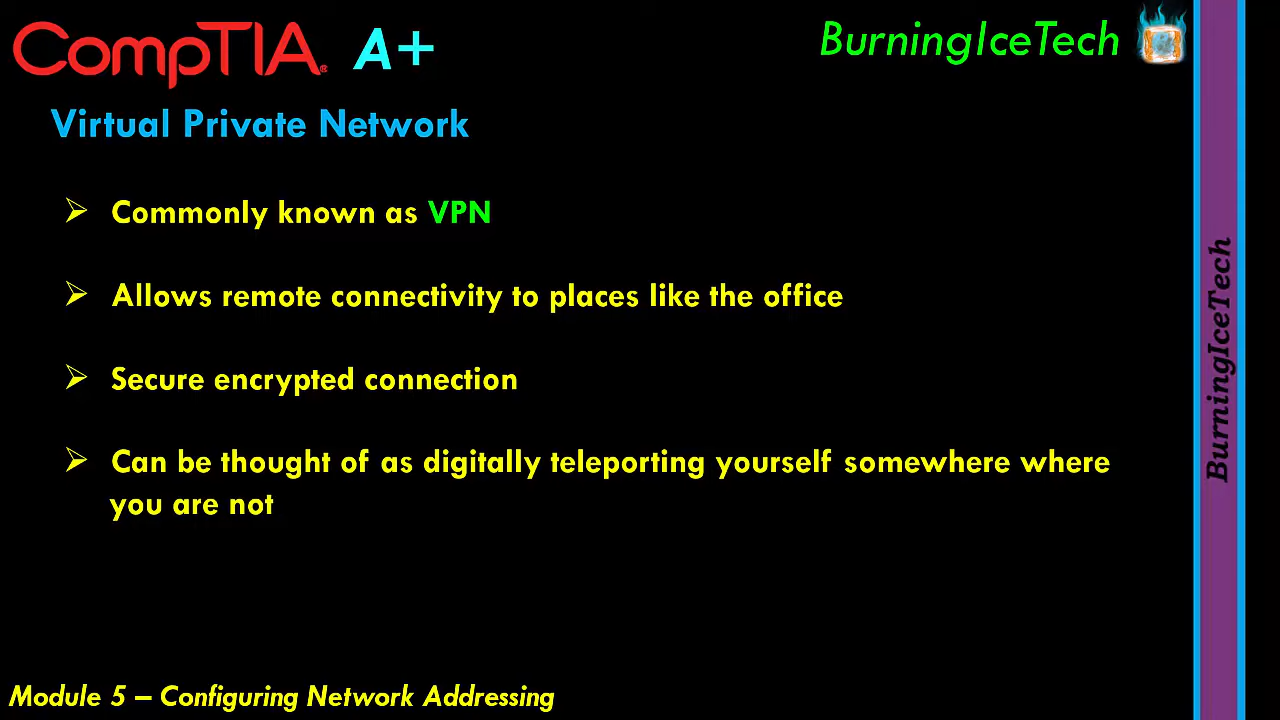 CompTIA® A+
BurningIceTech
Virtual Private Network
➢ Commonly known as VPN
➢ Allows remote connectivity to places like the office
➢ Secure encrypted connection
➢ Can be thought of as digitally teleporting yourself somewhere where
you are not
BurningIceTech
Module 5 – Configuring Network Addressing